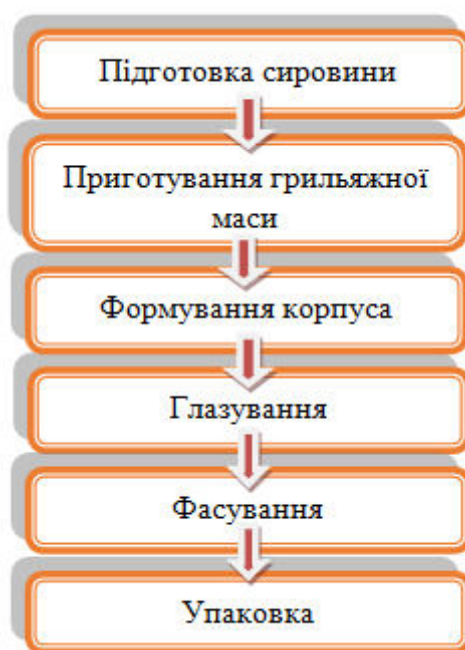 Підготовка сировини
Приготування грильяжної
маси
Формування корпуса
Глазування
Фасування
Упаковка